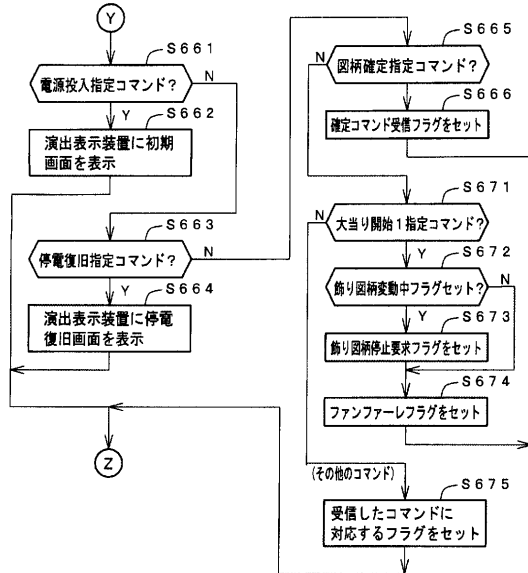 Y
S661
電源投入指定コマンド？
N
Y
S662
演出表示装置に初期
画面を表示
S663
停電復旧指定コマンド？
N
Y
S664
演出表示装置に停電
復旧画面を表示
Z
S665
N
図柄確定指定コマンド？
S666
確定コマンド受信フラグをセット
S671
N
大当り開始1指定コマンド？
Y
S672
飾り図柄変動中フラグセット？
N
Y
S673
飾り図柄停止要求フラグをセット
S674
ファンファーレフラグをセット
(その他のコマンド)
S675
受信したコマンドに
対応するフラグをセット